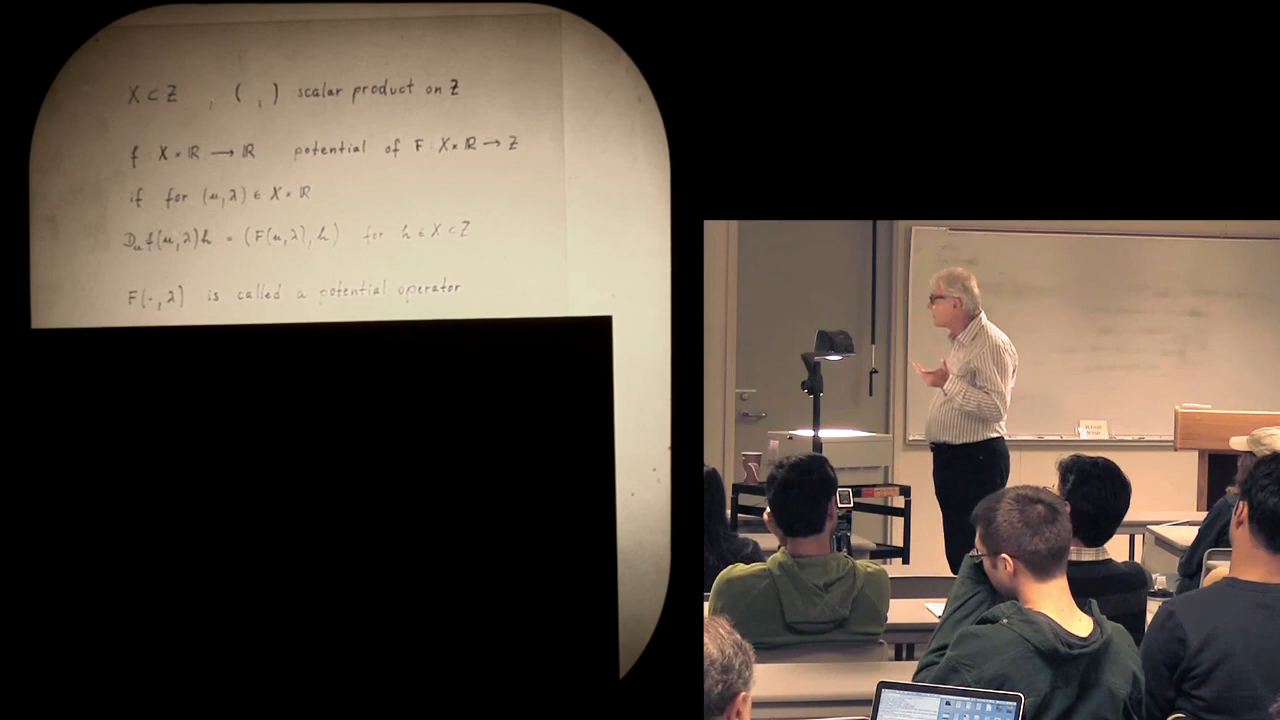 X ⊂ Z , ( , ) scalar product on Z
f X × ℝ → ℝ potential of F X × ℝ → Z
if for (u, λ) ∈ X × ℝ
D_u f(u, λ)h = (F(u, λ), h) for h ∈ X ⊂ Z
F(·, λ) is called a potential operator